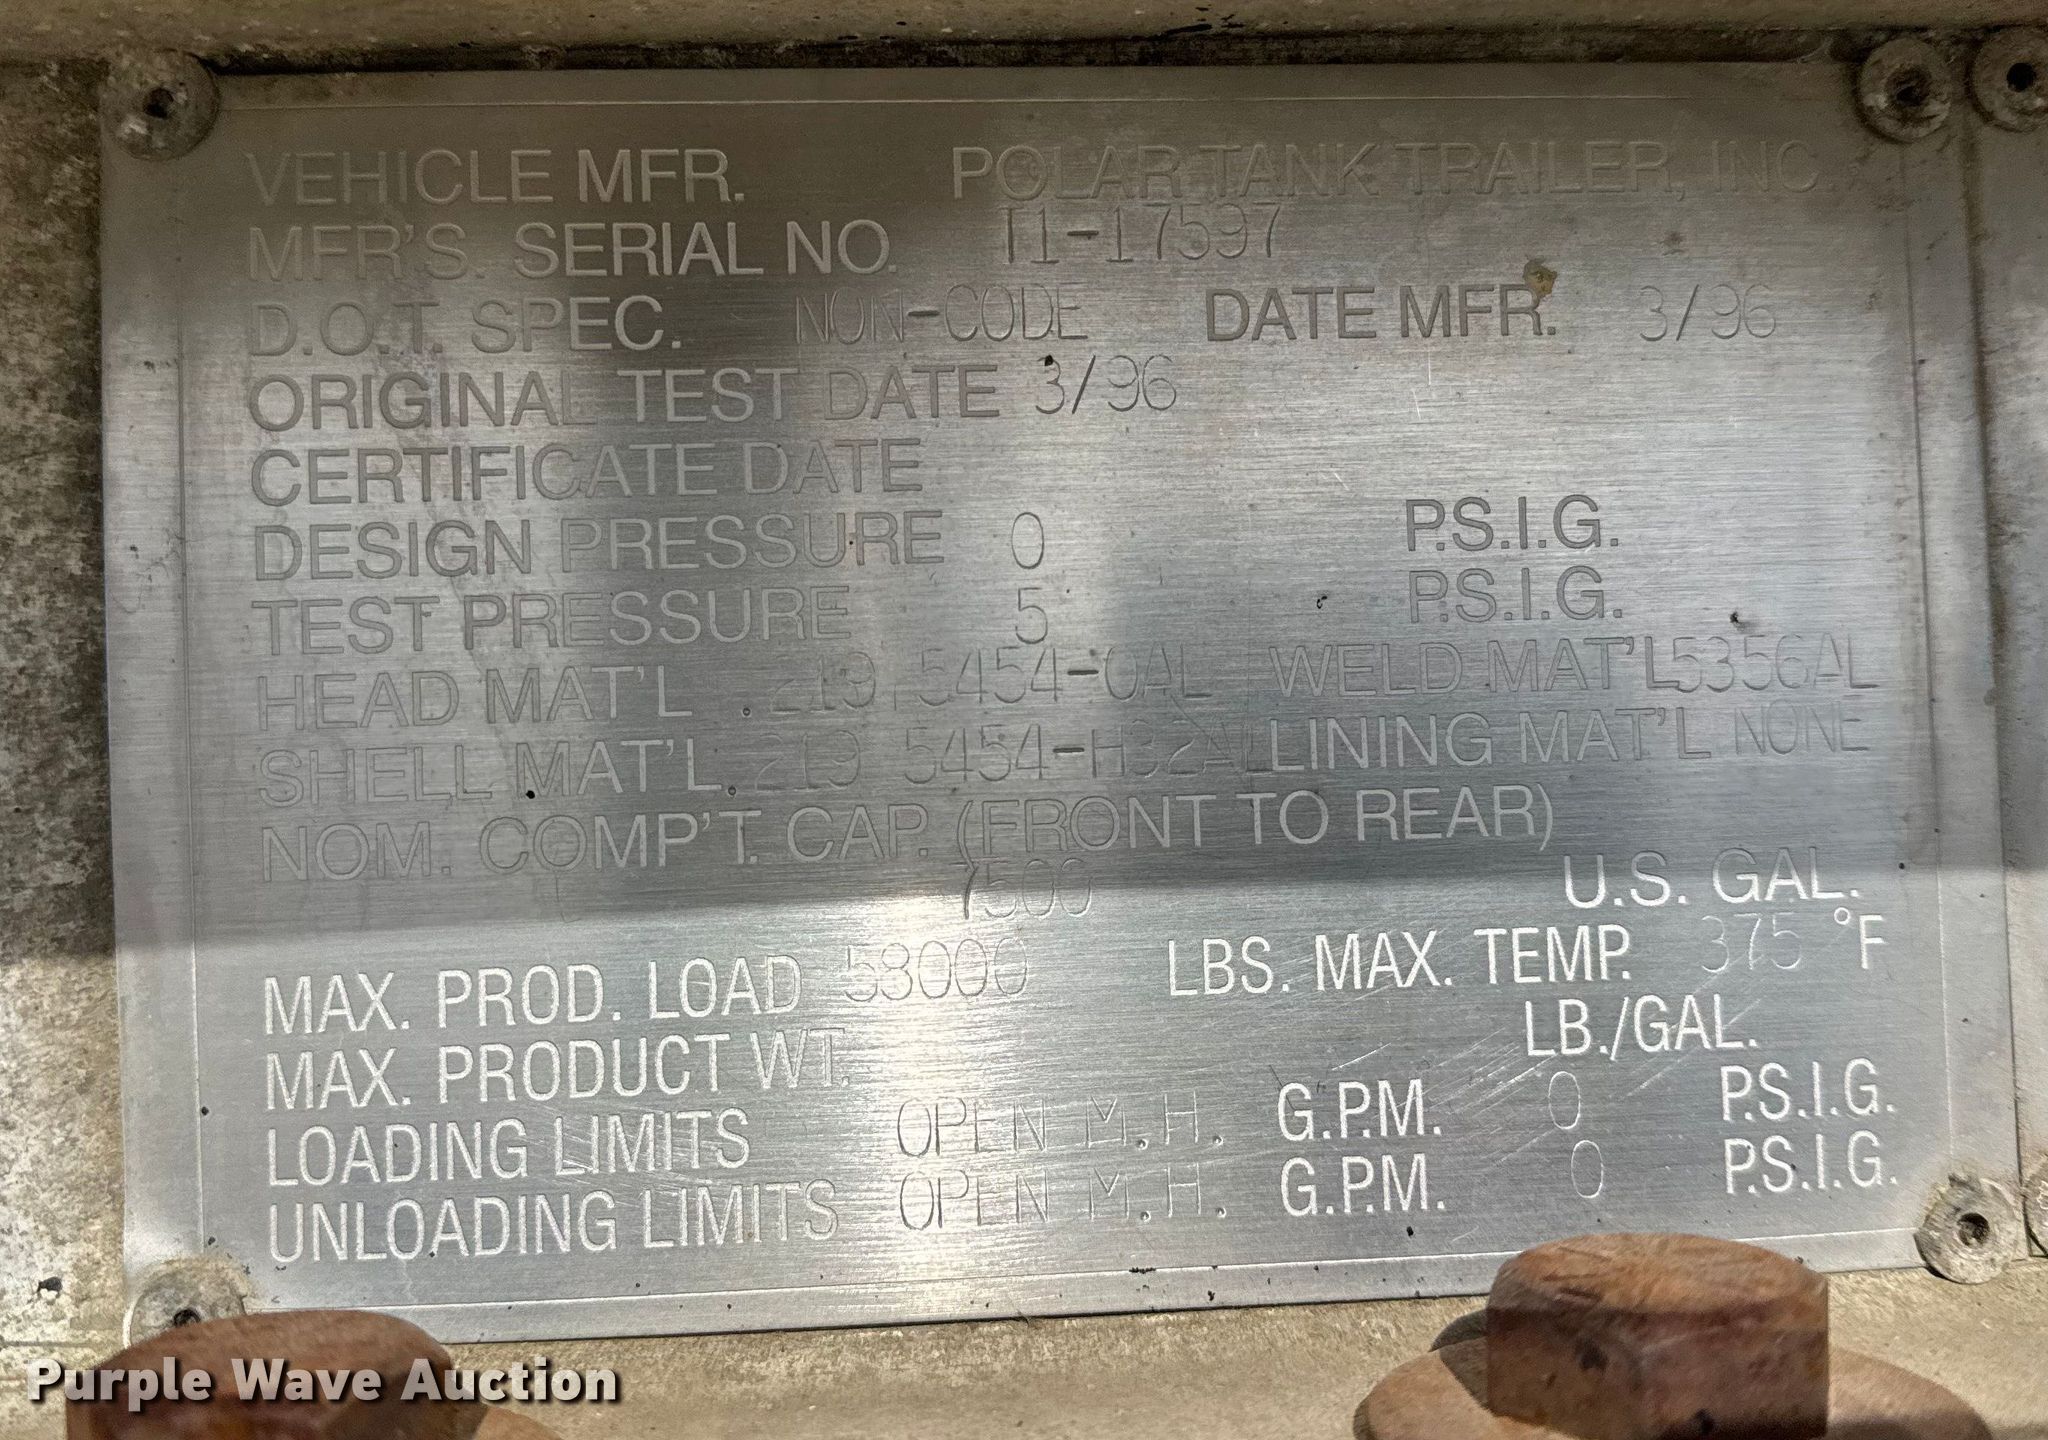 VEHICLE MFR. POLAR TANK TRAILER, INC.
MFR'S. SERIAL NO. T1-17597
D.O.T. SPEC. NON-CODE DATE MFR. 3/96
ORIGINAL TEST DATE 3/96
CERTIFICATE DATE
DESIGN PRESSURE 0 P.S.I.G.
TEST PRESSURE 5 P.S.I.G.
HEAD MAT'L .219,5454-OAL WELD MAT'L 5356AL
SHELL MAT'L .219 5454-H32AL LINING MAT'L NONE
NOM. COMP'T. CAP. (FRONT TO REAR)
7500 U.S. GAL.
MAX. PROD. LOAD 58000 LBS. MAX. TEMP. 375 °F
MAX. PRODUCT WT. LB./GAL.
LOADING LIMITS OPEN M.H. G.P.M. 0 P.S.I.G.
UNLOADING LIMITS OPEN M.H. G.P.M. 0 P.S.I.G.
Purple Wave Auction